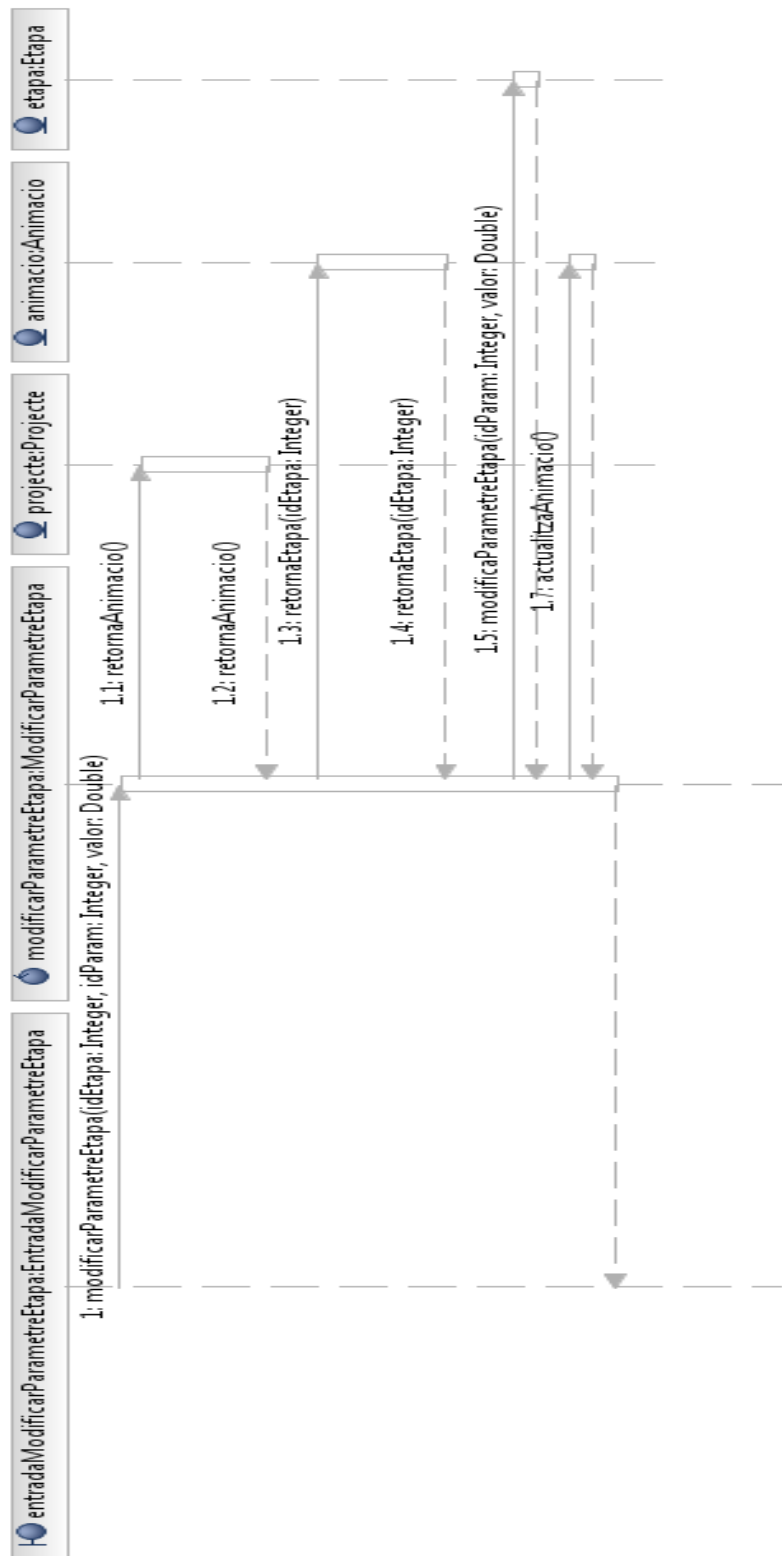 entradaModificarParametreEtapa:EntradaModificarParametreEtapa
modificarParametreEtapa:ModificarParametreEtapa
projecte:Projecte
animacio:Animacio
etapa:Etapa
1: modificarParametreEtapa(idEtapa: Integer, idParam: Integer, valor: Double)
1.1: retornaAnimacio()
1.2: retornaAnimacio()
1.3: retornaEtapa(idEtapa: Integer)
1.4: retornaEtapa(idEtapa: Integer)
1.5: modificaParametreEtapa(idParam: Integer, valor: Double)
1.7: actualitzaAnimacio()